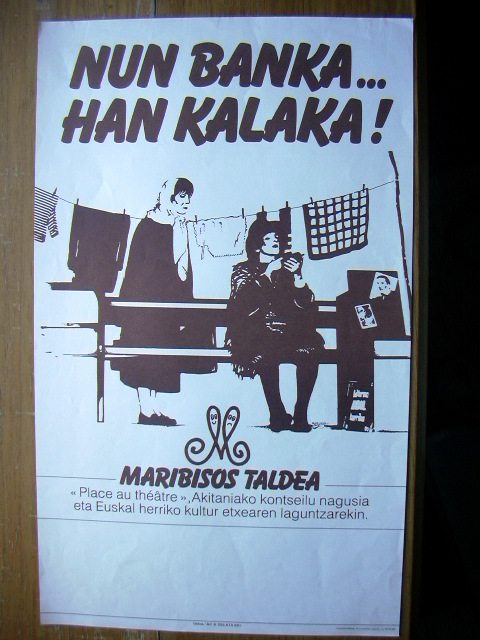 NUN BANKA...
HAN KALAKA!
MARIBISOS TALDEA
« Place au théâtre », Akitaniako kontseilu nagusia
eta Euskal herriko kultur etxearen laguntzarekin.